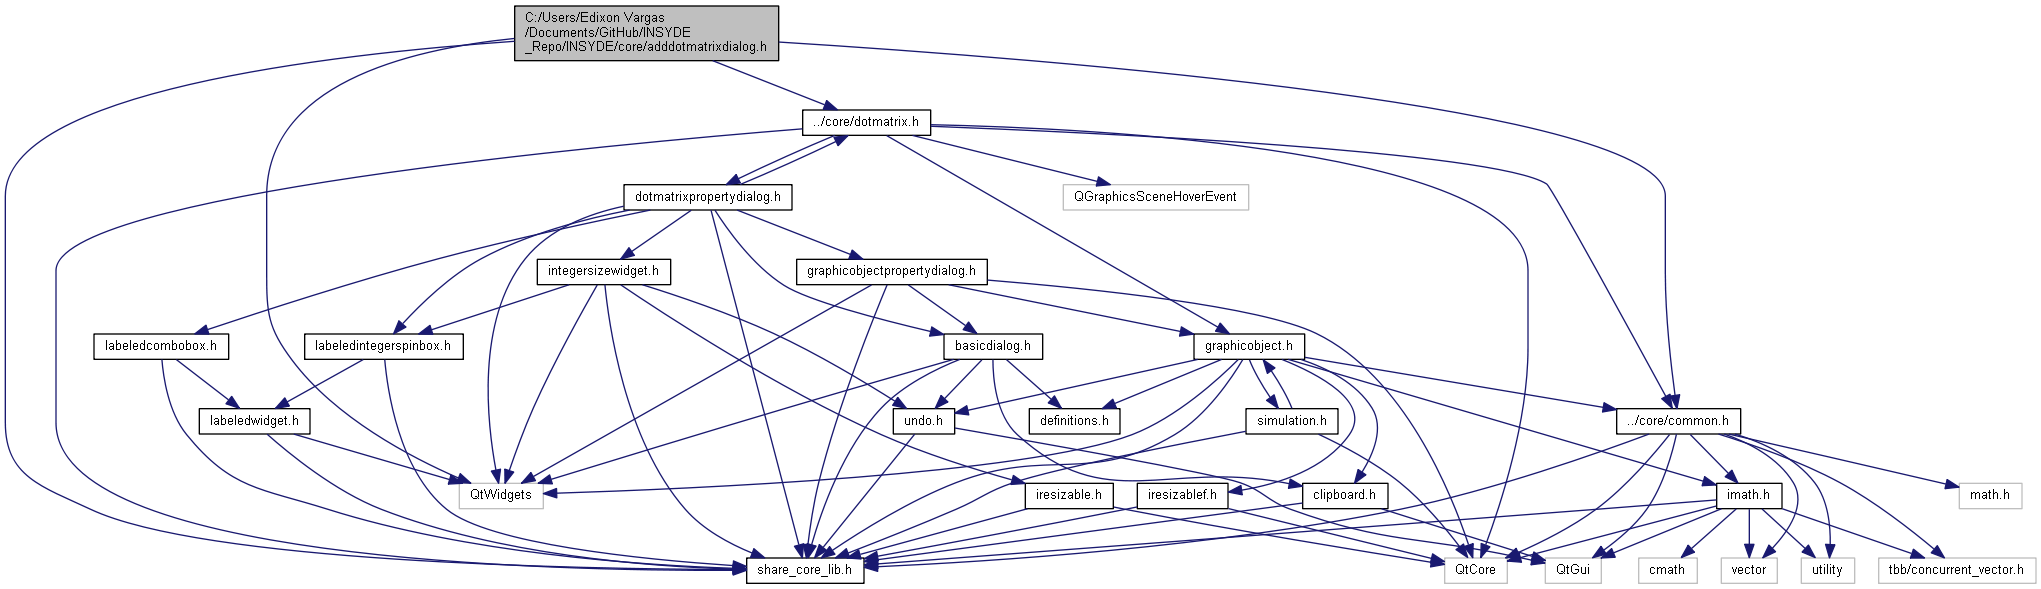 C:/Users/Edixon Vargas
/Documents/GitHub/INSYDE
_Repo/INSYDE/core/adddotmatrixdialog.h
../core/dotmatrix.h
dotmatrixpropertydialog.h
QGraphicsSceneHoverEvent
integersizewidget.h
graphicobjectpropertydialog.h
labeledcombobox.h
labeledintegerspinbox.h
basicdialog.h
graphicobject.h
labeledwidget.h
undo.h
definitions.h
simulation.h
../core/common.h
QtWidgets
iresizable.h
iresizablef.h
clipboard.h
imath.h
math.h
share_core_lib.h
QtCore
QtGui
cmath
vector
utility
tbb/concurrent_vector.h